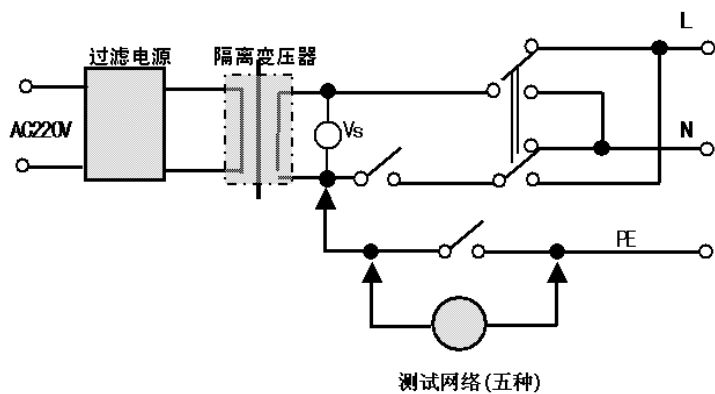 L
过滤电源
隔离变压器
AC220V
Vs
N
PE
测试网络(五种)